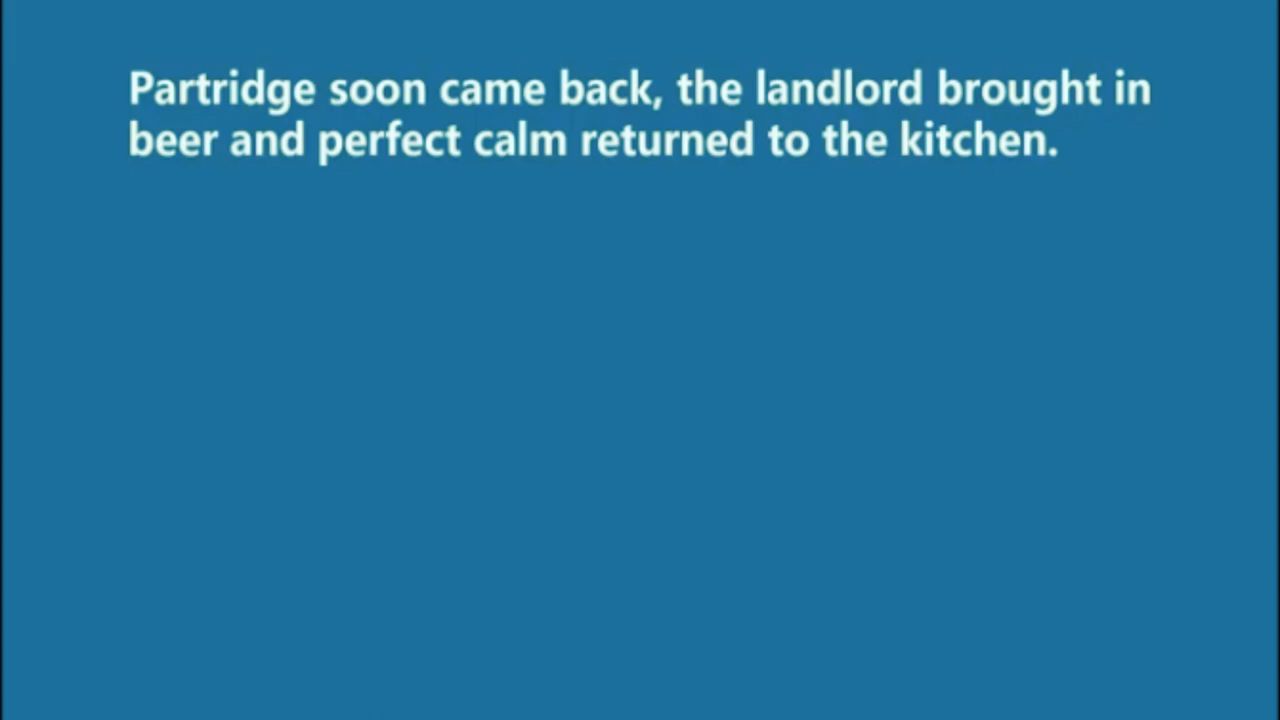 Partridge soon came back, the landlord brought in
beer and perfect calm returned to the kitchen.